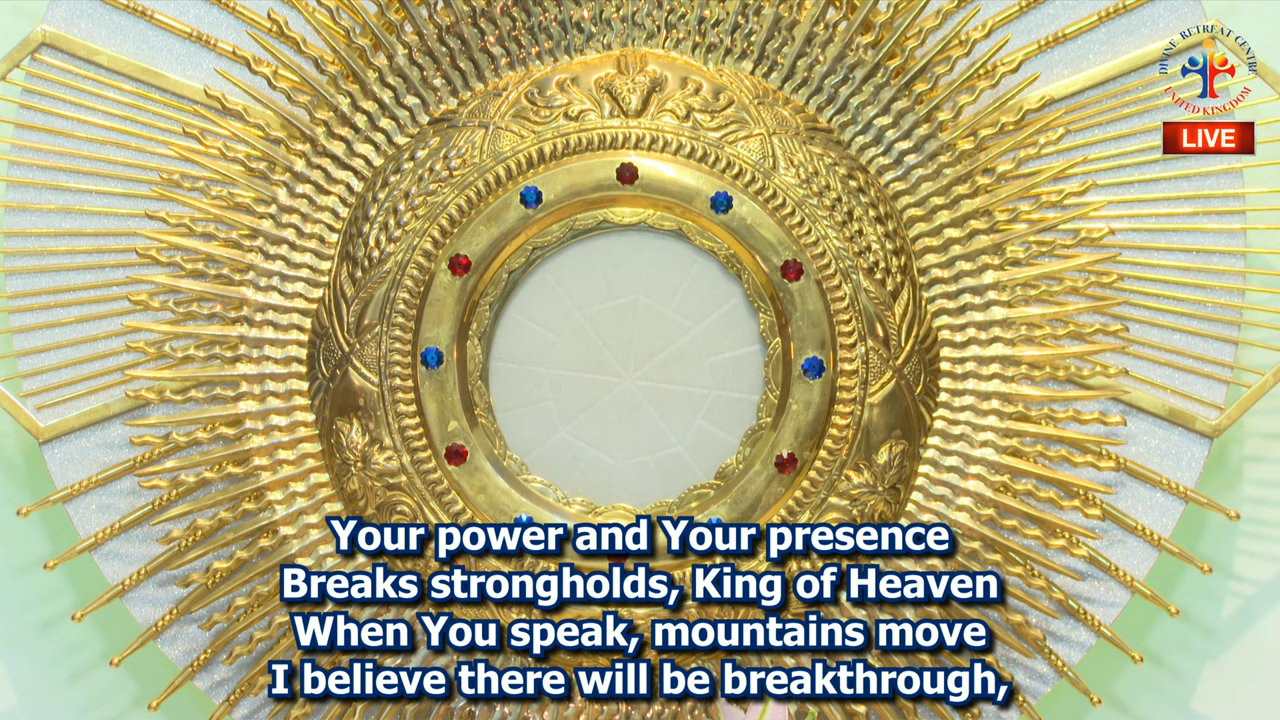 DIVINE RETREAT CENTRE
UNITED KINGDOM
LIVE
Your power and Your presence
Breaks strongholds, King of Heaven
When You speak, mountains move
I believe there will be breakthrough,